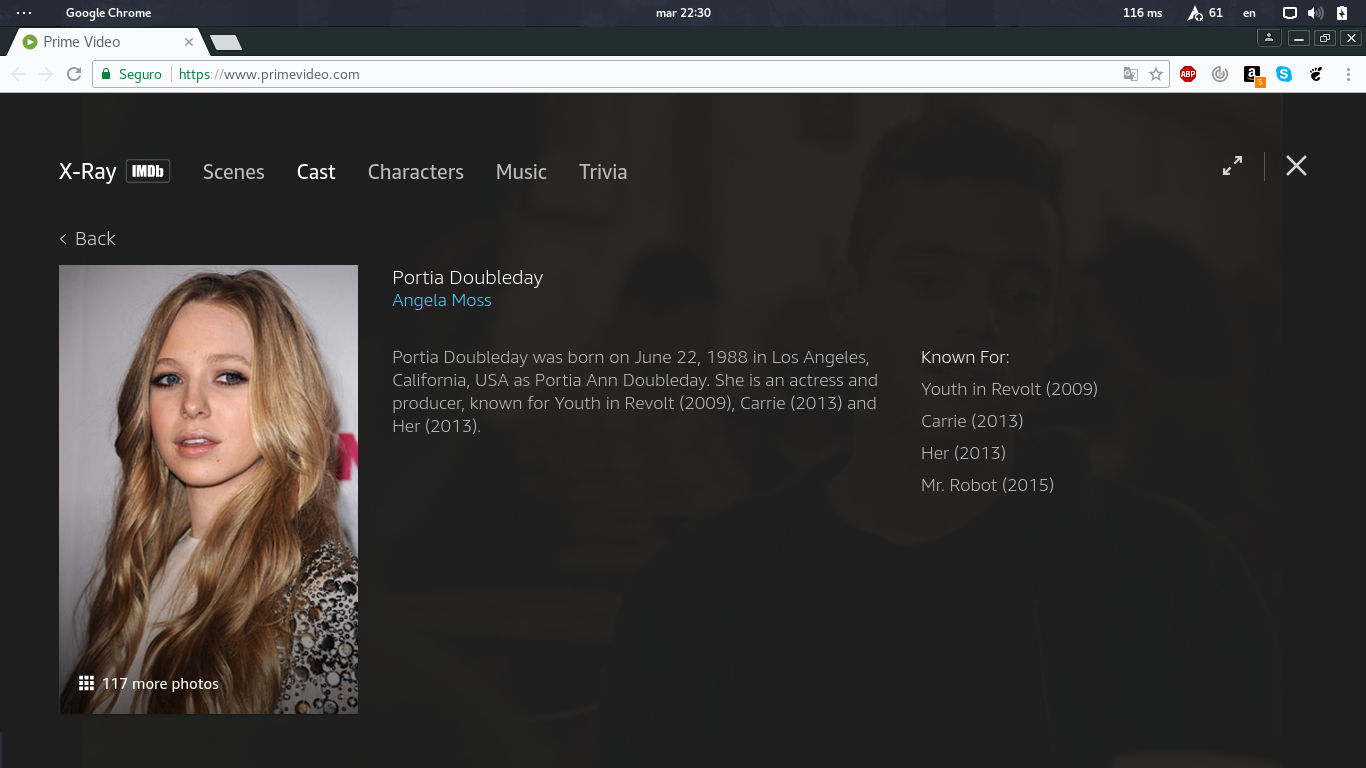 Google Chrome
mar 22:30
116 ms
61
en
Prime Video
Seguro
https://www.primevideo.com
ABP
a
6
X-Ray IMDb Scenes Cast Characters Music Trivia
< Back
Portia Doubleday
Angela Moss
Portia Doubleday was born on June 22, 1988 in Los Angeles,
California, USA as Portia Ann Doubleday. She is an actress and
producer, known for Youth in Revolt (2009), Carrie (2013) and
Her (2013).
Known For:
Youth in Revolt (2009)
Carrie (2013)
Her (2013)
Mr. Robot (2015)
117 more photos